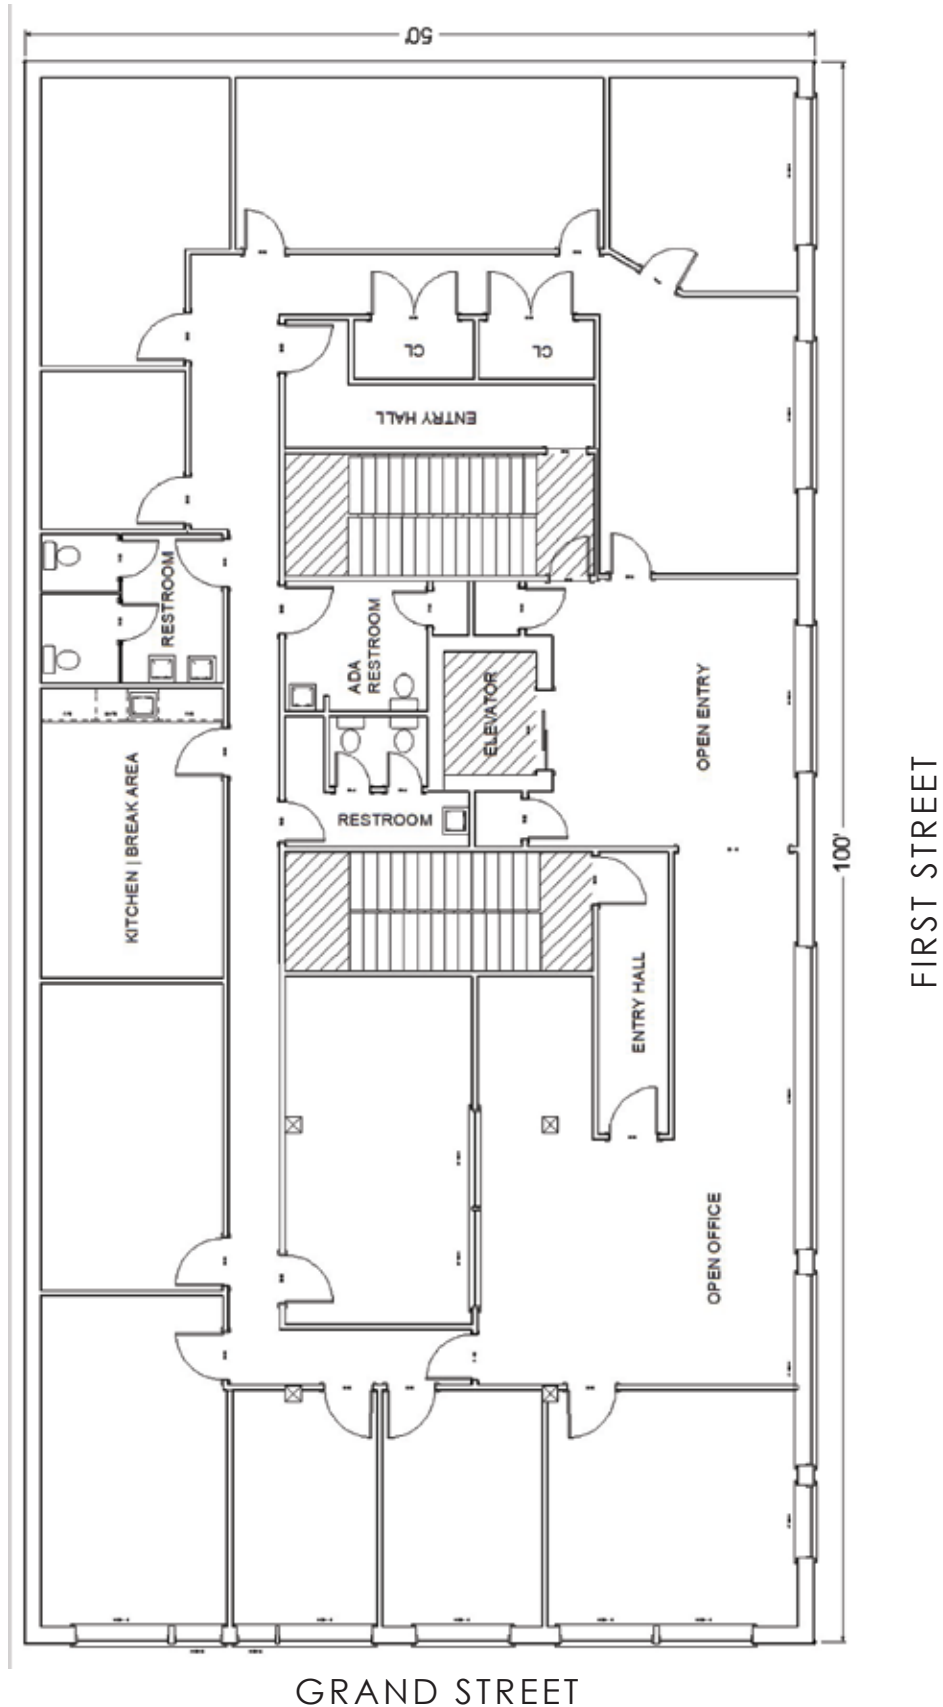 50'
CL
CL
ENTRY HALL
RESTROOM
ADA
RESTROOM
ELEVATOR
OPEN ENTRY
KITCHEN | BREAK AREA
RESTROOM
100'
FIRST STREET
ENTRY HALL
OPEN OFFICE
GRAND STREET